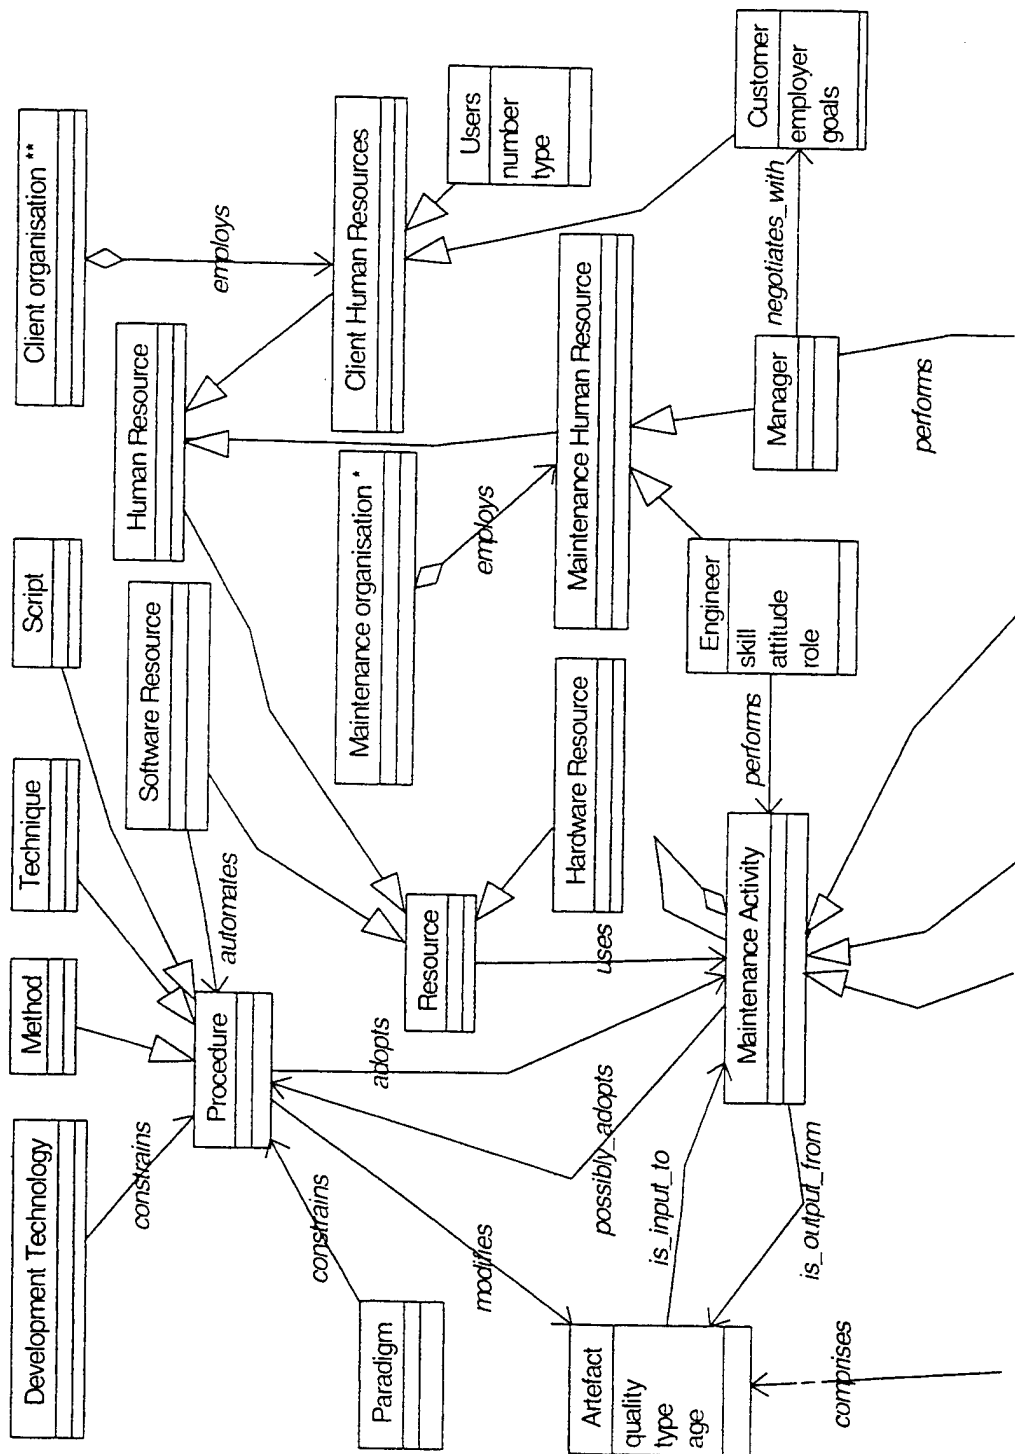 Development Technology
Method
Technique
Script
Client organisation **
constrains
automates
Software Resource
Human Resource
employs
Procedure
Client Human Resources
Users
number
type
constrains
adopts
Resource
Maintenance organisation *
employs
Paradigm
modifies
possibly_adopts
uses
Hardware Resource
Maintenance Human Resource
Artefact
quality
type
age
is_input_to
is_output_from
Maintenance Activity
performs
Engineer
skill
attitude
role
Manager
negotiates_with
Customer
employer
goals
comprises
performs